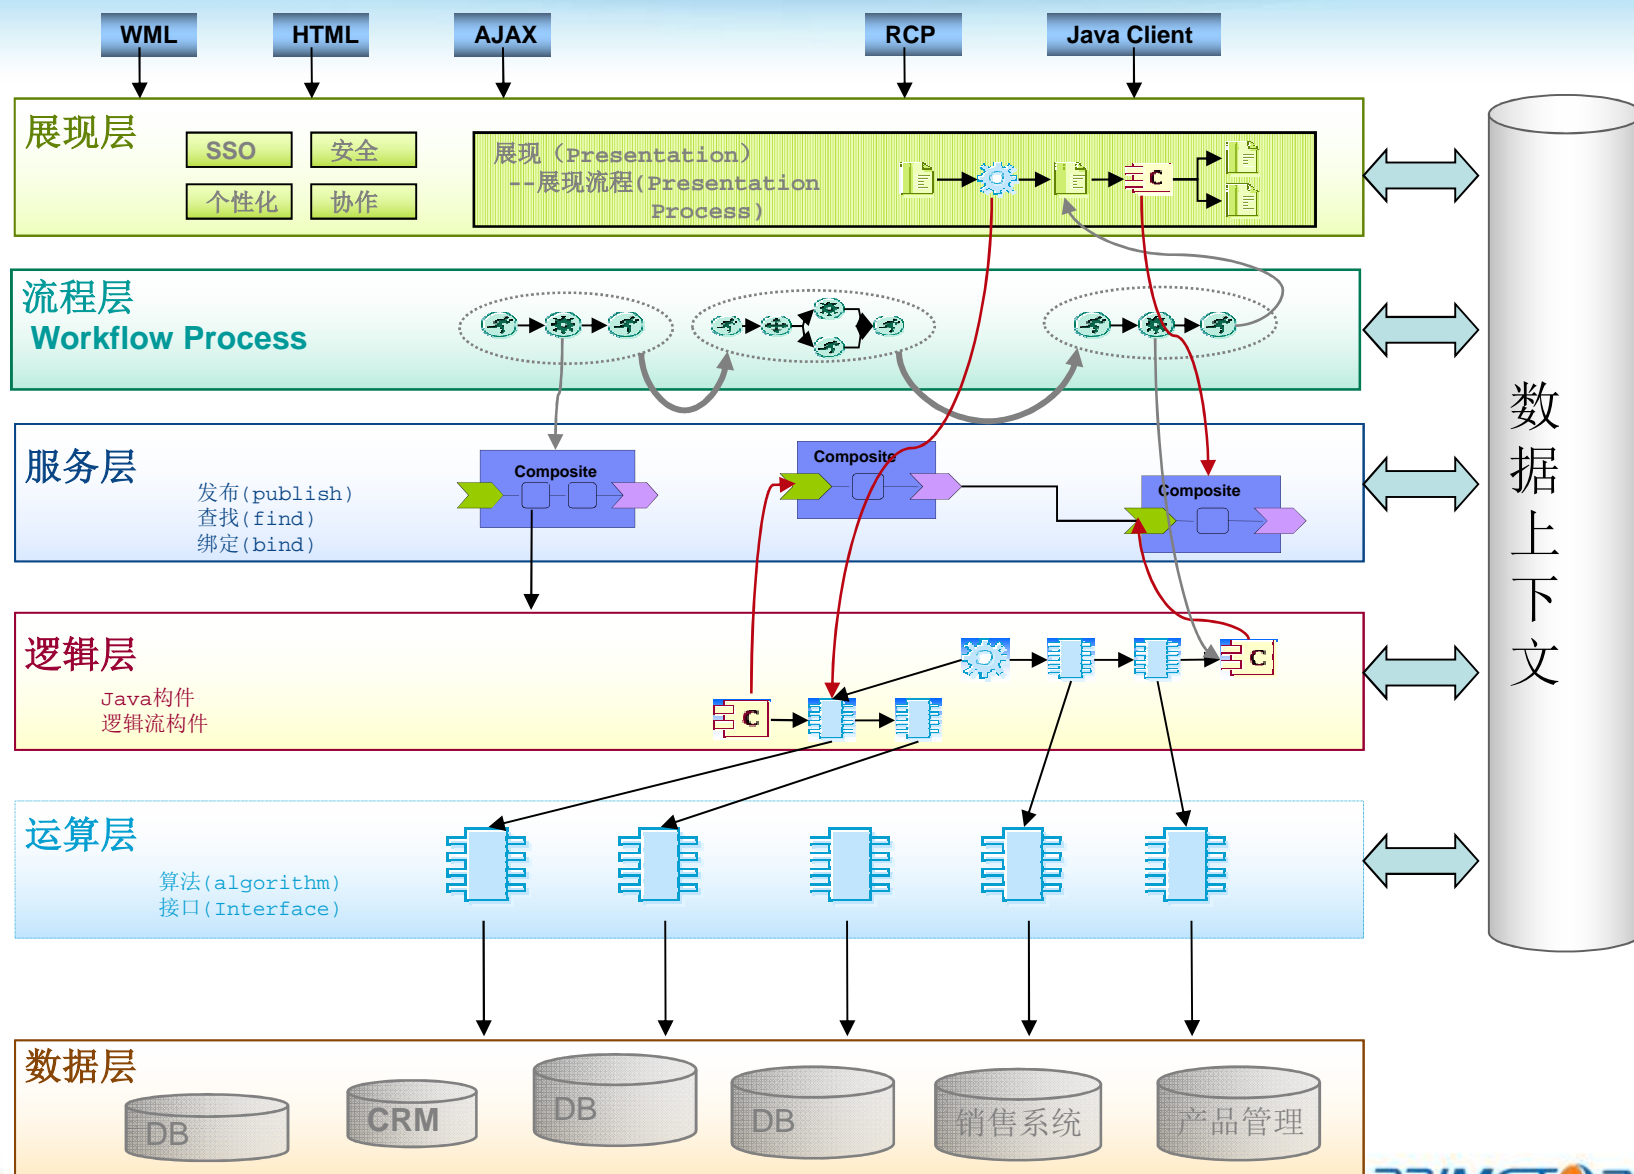 WML
HTML
AJAX
RCP
Java Client
展现层
SSO
安全
个性化
协作
展现（Presentation）
--展现流程(Presentation
Process)
C
流程层
Workflow Process
服务层
发布(publish)
查找(find)
绑定(bind)
Composite
Composite
Composite
逻辑层
Java构件
逻辑流构件
C
C
运算层
算法(algorithm)
接口(Interface)
数据层
DB
CRM
DB
DB
销售系统
产品管理
数
据
上
下
文